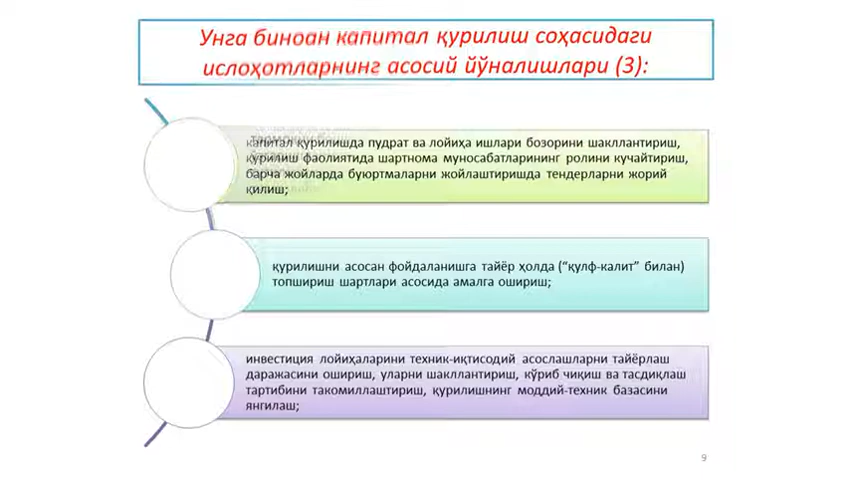 Унга биноан капитал қурилиш соҳасидаги
ислоҳотларнинг асосий йўналишлари (3):
капитал қурилишда пудрат ва лойиҳа ишлари бозорини шакллантириш,
қурилиш фаолиятида шартнома муносабатларининг ролини кучайтириш,
барча жойларда буюртмаларни жойлаштиришда тендерларни жорий
қилиш;
қурилишни асосан фойдаланишга тайёр ҳолда (“қулф-калит” билан)
топшириш шартлари асосида амалга ошириш;
инвестиция лойиҳаларини техник-иқтисодий асослашларни тайёрлаш
даражасини ошириш, уларни шакллантириш, кўриб чиқиш ва тасдиқлаш
тартибини такомиллаштириш, қурилишнинг моддий-техник базасини
янгилаш;
9